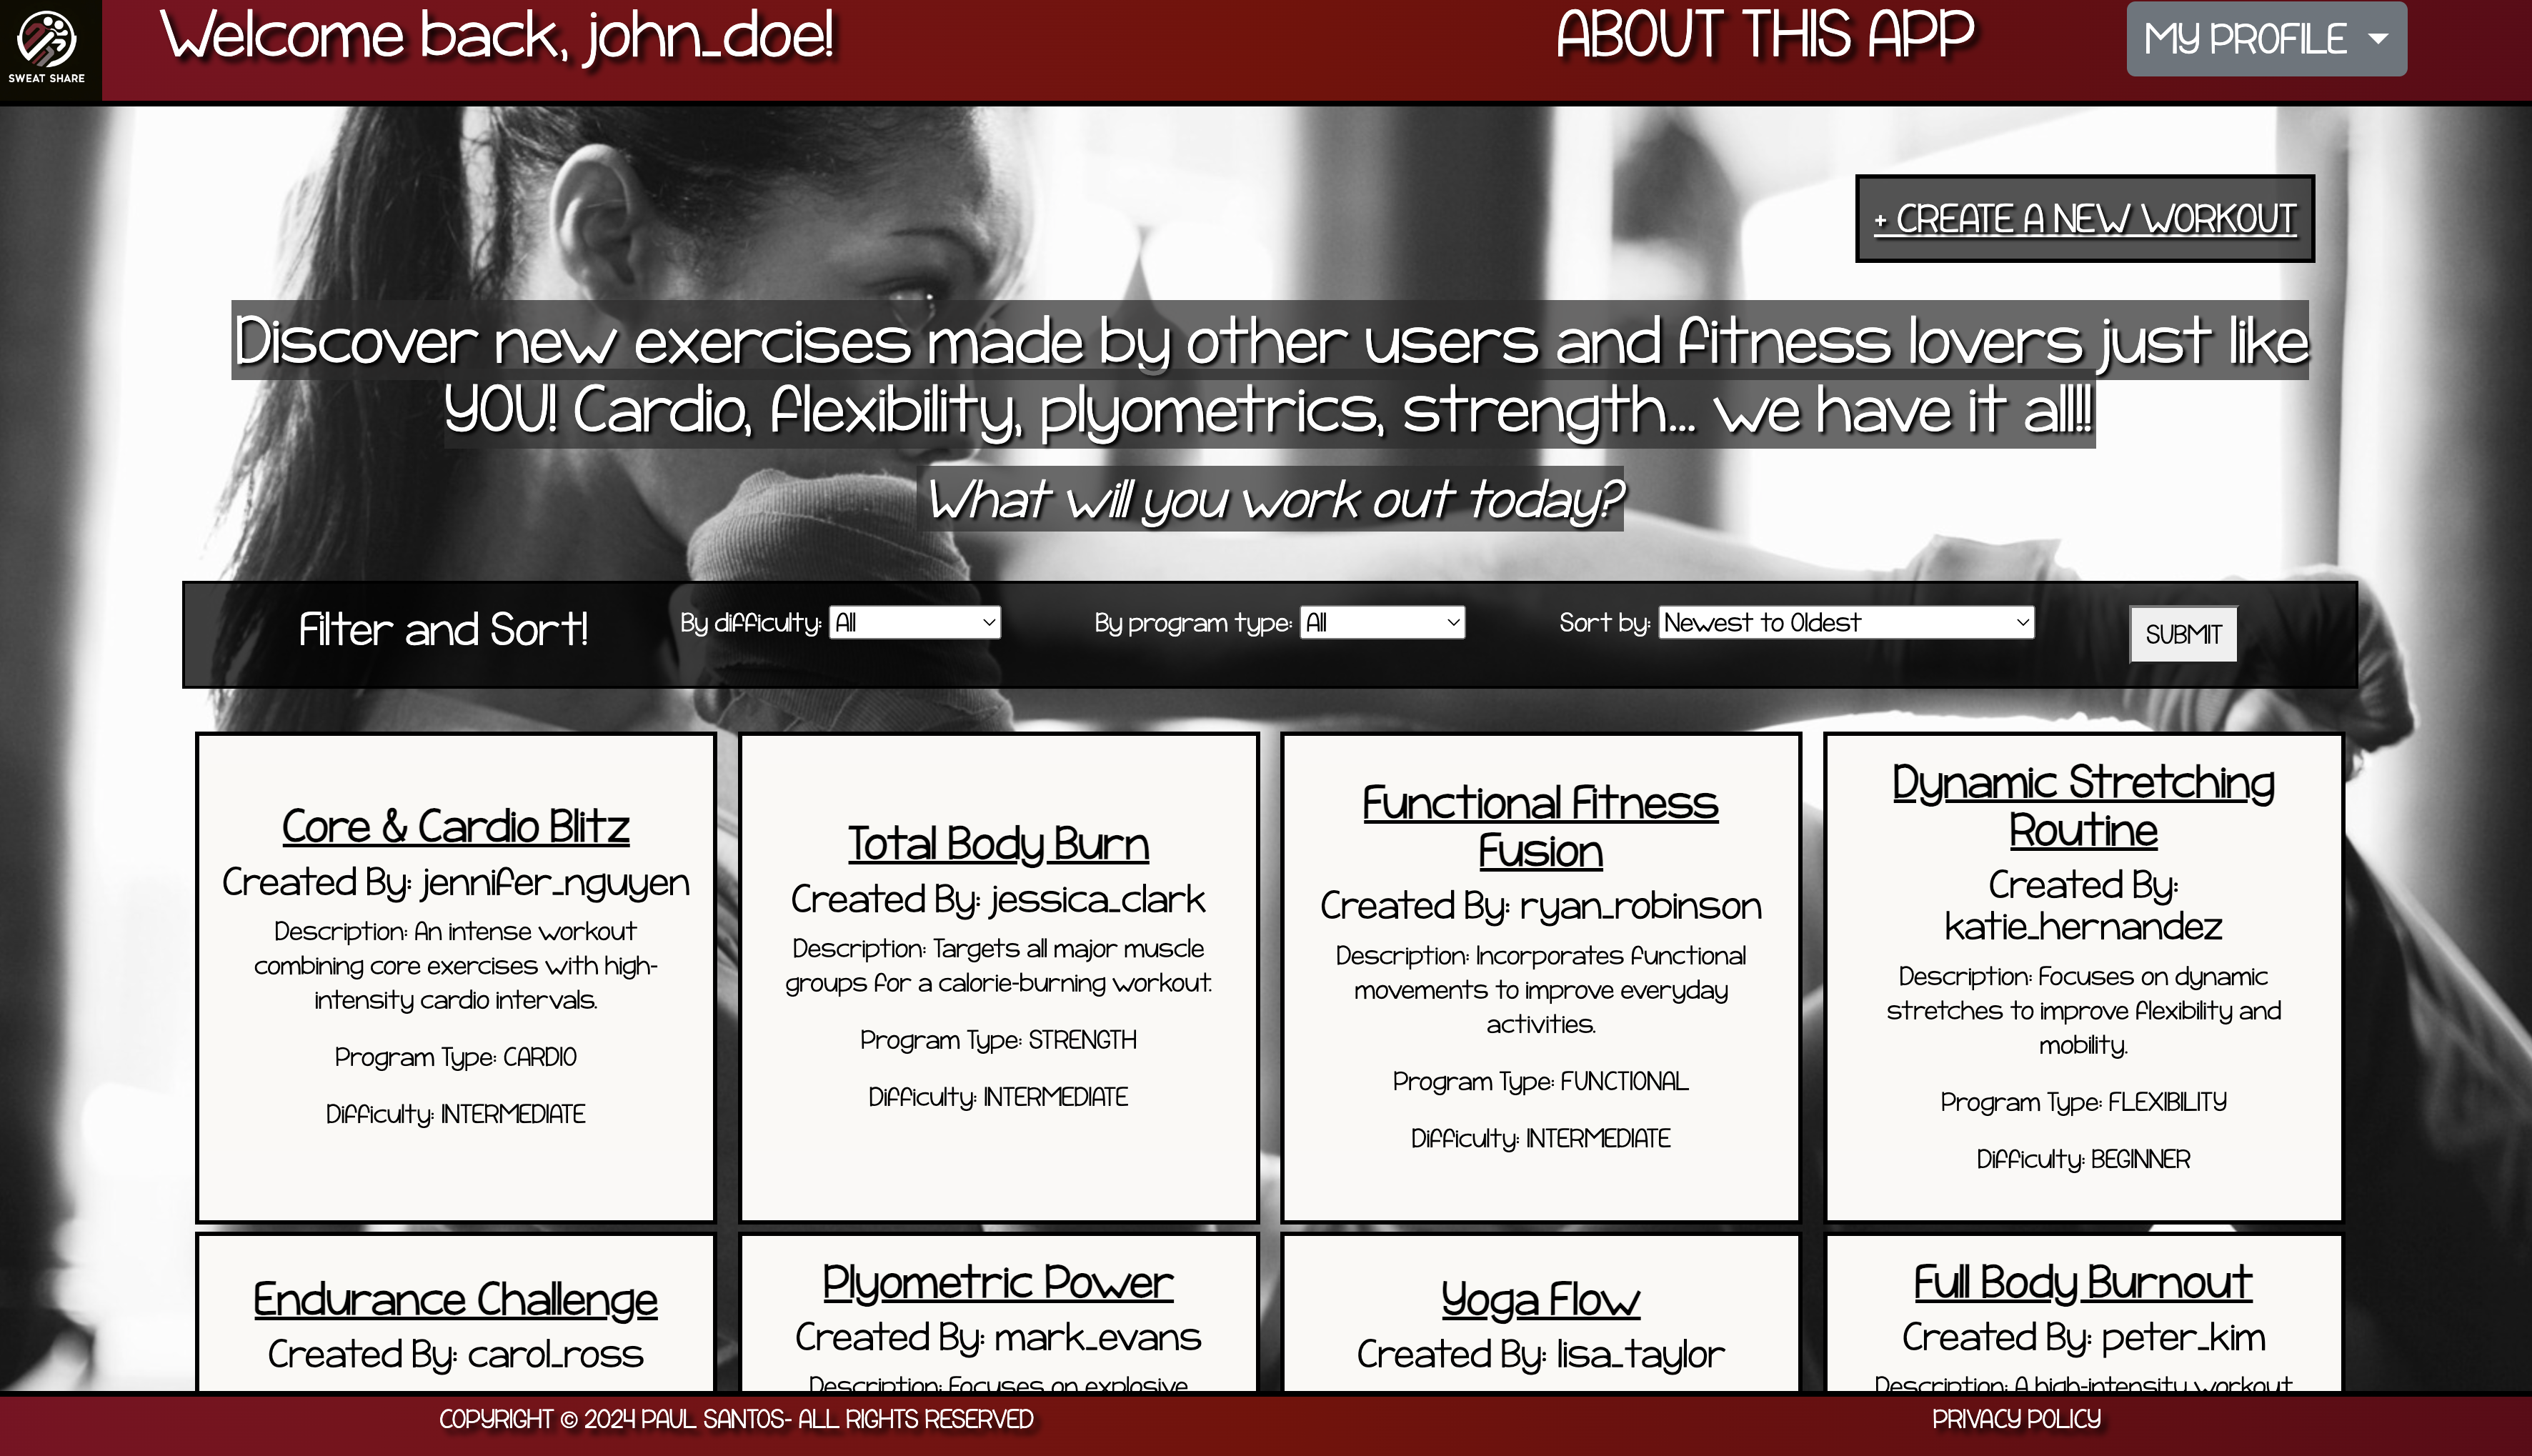 SWEAT SHARE
Welcome back, john_doe!
ABOUT THIS APP
MY PROFILE
+ CREATE A NEW WORKOUT
Discover new exercises made by other users and fitness lovers just like
YOU! Cardio, flexibility, plyometrics, strength... we have it all!!!
What will you work out today?
Filter and Sort!
By difficulty: All
By program type: All
Sort by: Newest to Oldest
SUBMIT
Core & Cardio Blitz
Created By: jennifer_nguyen
Description: An intense workout
combining core exercises with high-
intensity cardio intervals.
Program Type: CARDIO
Difficulty: INTERMEDIATE
Total Body Burn
Created By: jessica_clark
Description: Targets all major muscle
groups for a calorie-burning workout.
Program Type: STRENGTH
Difficulty: INTERMEDIATE
Functional Fitness
Fusion
Created By: ryan_robinson
Description: Incorporates functional
movements to improve everyday
activities.
Program Type: FUNCTIONAL
Difficulty: INTERMEDIATE
Dynamic Stretching
Routine
Created By:
katie_hernandez
Description: Focuses on dynamic
stretches to improve flexibility and
mobility.
Program Type: FLEXIBILITY
Difficulty: BEGINNER
Endurance Challenge
Created By: carol_ross
Plyometric Power
Created By: mark_evans
Description: Focuses on explosive
Yoga Flow
Created By: lisa_taylor
Full Body Burnout
Created By: peter_kim
Description: A high-intensity workout
COPYRIGHT © 2024 PAUL SANTOS- ALL RIGHTS RESERVED
PRIVACY POLICY